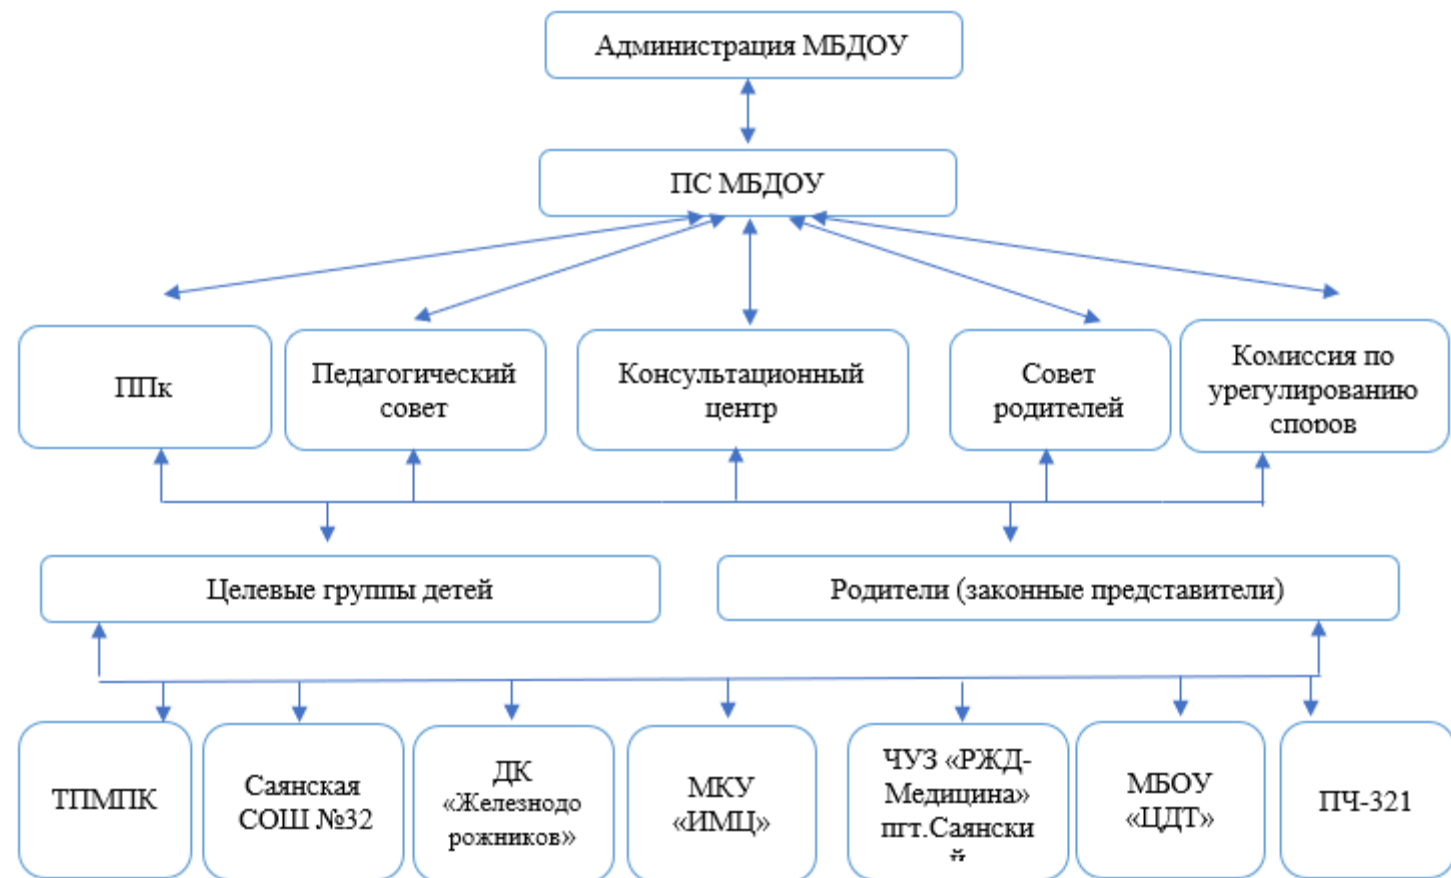 Администрация МБДОУ
ПС МБДОУ
ППк
Педагогический
совет
Консультационный
центр
Совет
родителей
Комиссия по
урегулированию
споров
Целевые группы детей
Родители (законные представители)
ТПМПК
Саянская
СОШ №32
ДК
«Железнодо
рожников»
МКУ
«ИМЦ»
ЧУЗ «РЖД-
Медицина»
пгт.Саянски
й
МБОУ
«ЦДТ»
ПЧ-321